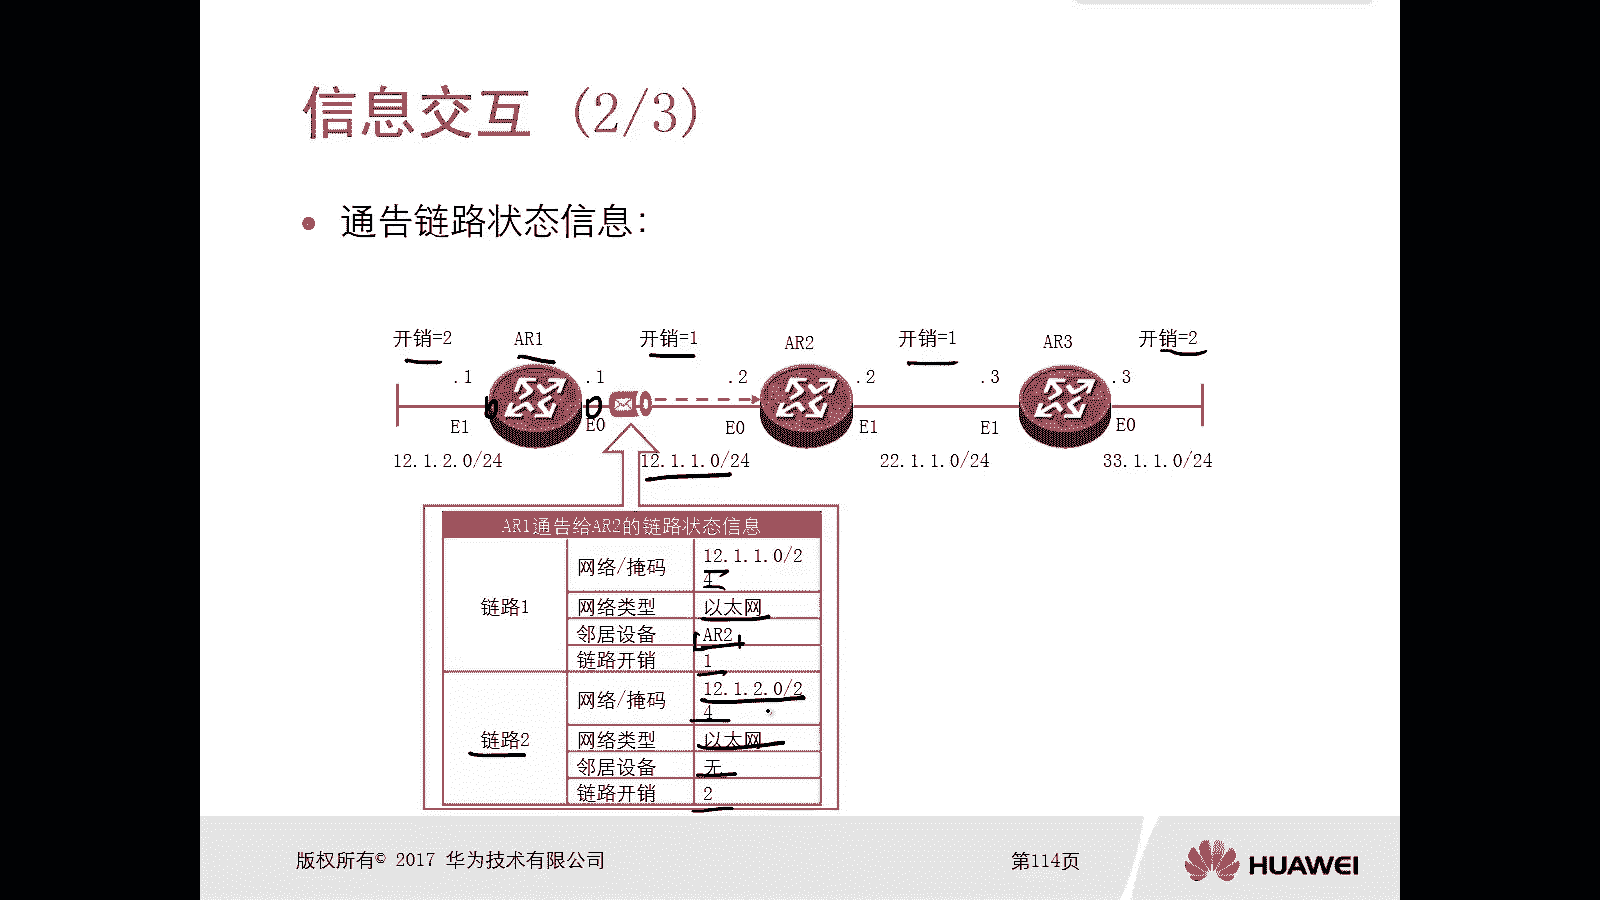 信息交互 (2/3)
通告链路状态信息:
开销=2
AR1
开销=1
AR2
开销=1
AR3
开销=2
.1
.1
.2
.2
.3
.3
E1
E0
E0
E1
E1
E0
12.1.2.0/24
12.1.1.0/24
22.1.1.0/24
33.1.1.0/24
AR1通告给AR2的链路状态信息
链路1
网络/掩码
12.1.1.0/2
4
网络类型
以太网
邻居设备
AR2
链路开销
1
链路2
网络/掩码
12.1.2.0/2
4
网络类型
以太网
邻居设备
无
链路开销
2
版权所有© 2017 华为技术有限公司
第114页
HUAWEI